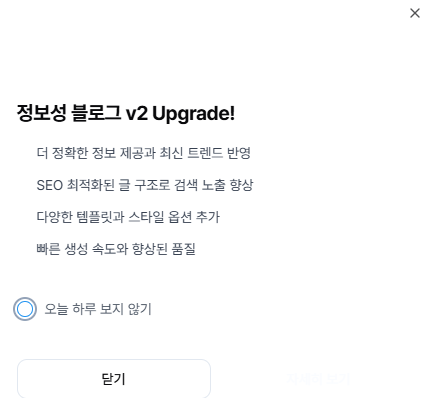 정보성 블로그 v2 Upgrade!
더 정확한 정보 제공과 최신 트렌드 반영
SEO 최적화된 글 구조로 검색 노출 향상
다양한 템플릿과 스타일 옵션 추가
빠른 생성 속도와 향상된 품질
오늘 하루 보지 않기
닫기